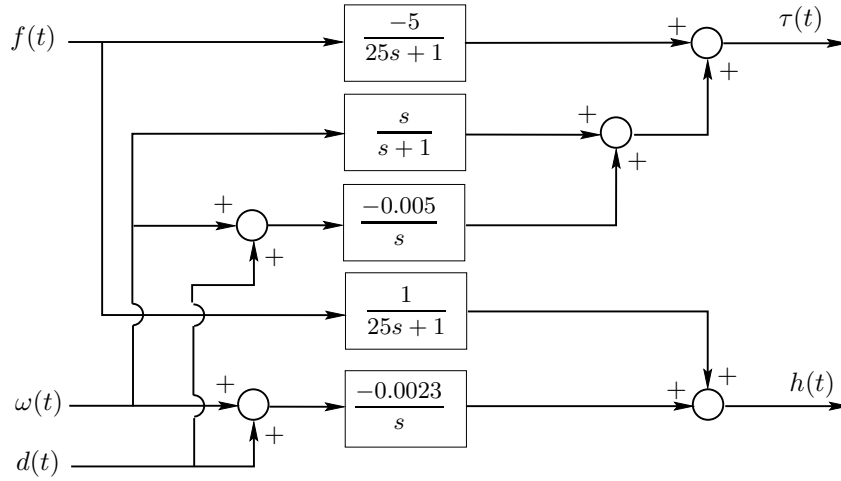 f(t)
-5
25s + 1
+
+
τ(t)
s
s + 1
+
+
+
+
-0.005
s
1
25s + 1
ω(t)
+
+
-0.0023
s
+
+
h(t)
d(t)